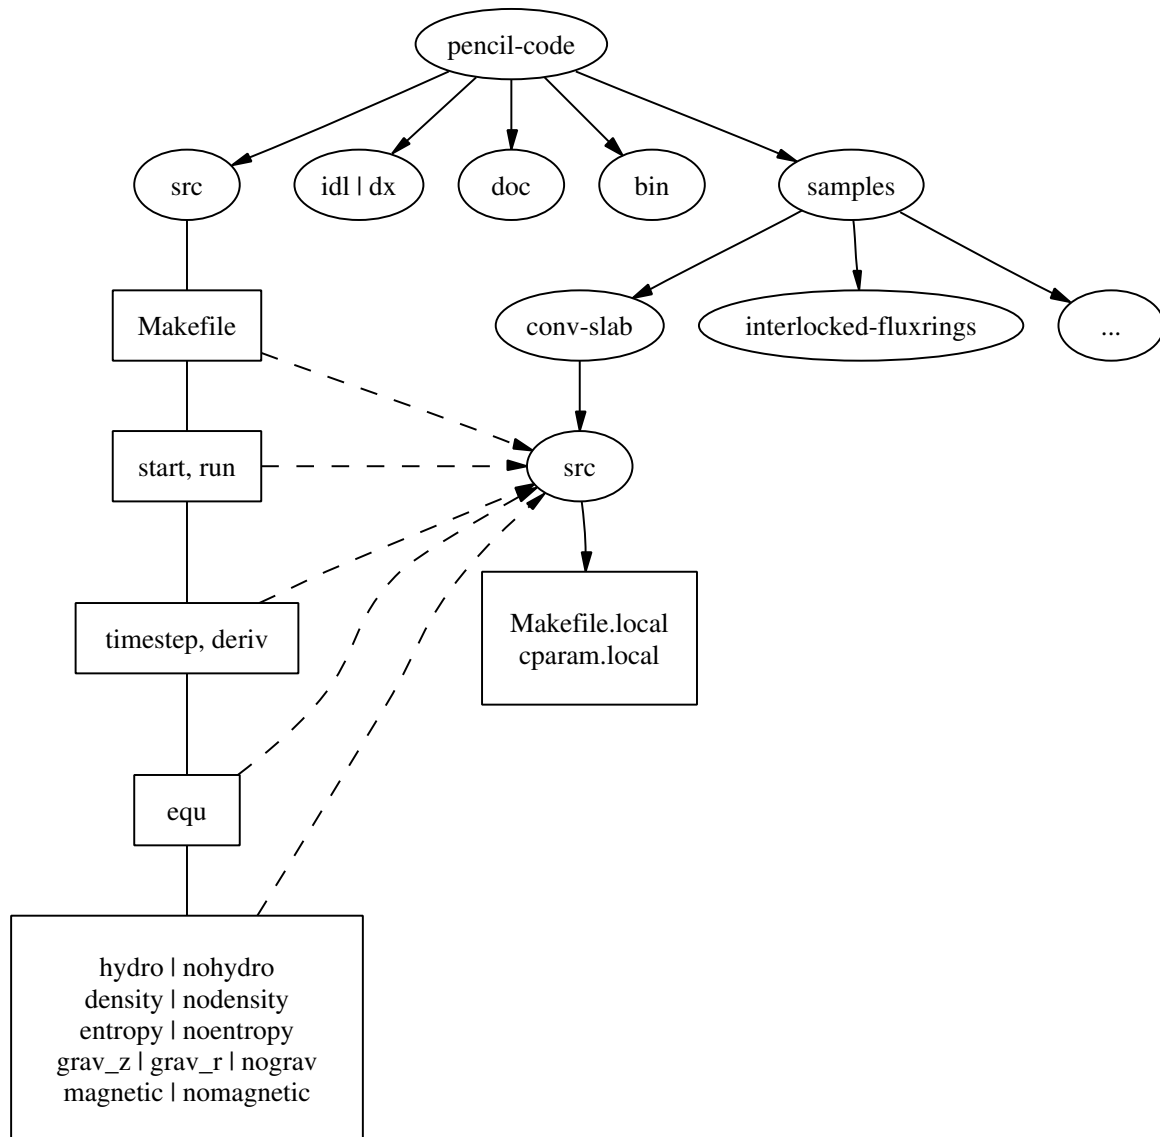 pencil-code
src
idl | dx
doc
bin
samples
Makefile
conv-slab
interlocked-fluxrings
...
start, run
src
timestep, deriv
Makefile.local
cparam.local
equ
hydro | nohydro
density | nodensity
entropy | noentropy
grav_z | grav_r | nograv
magnetic | nomagnetic